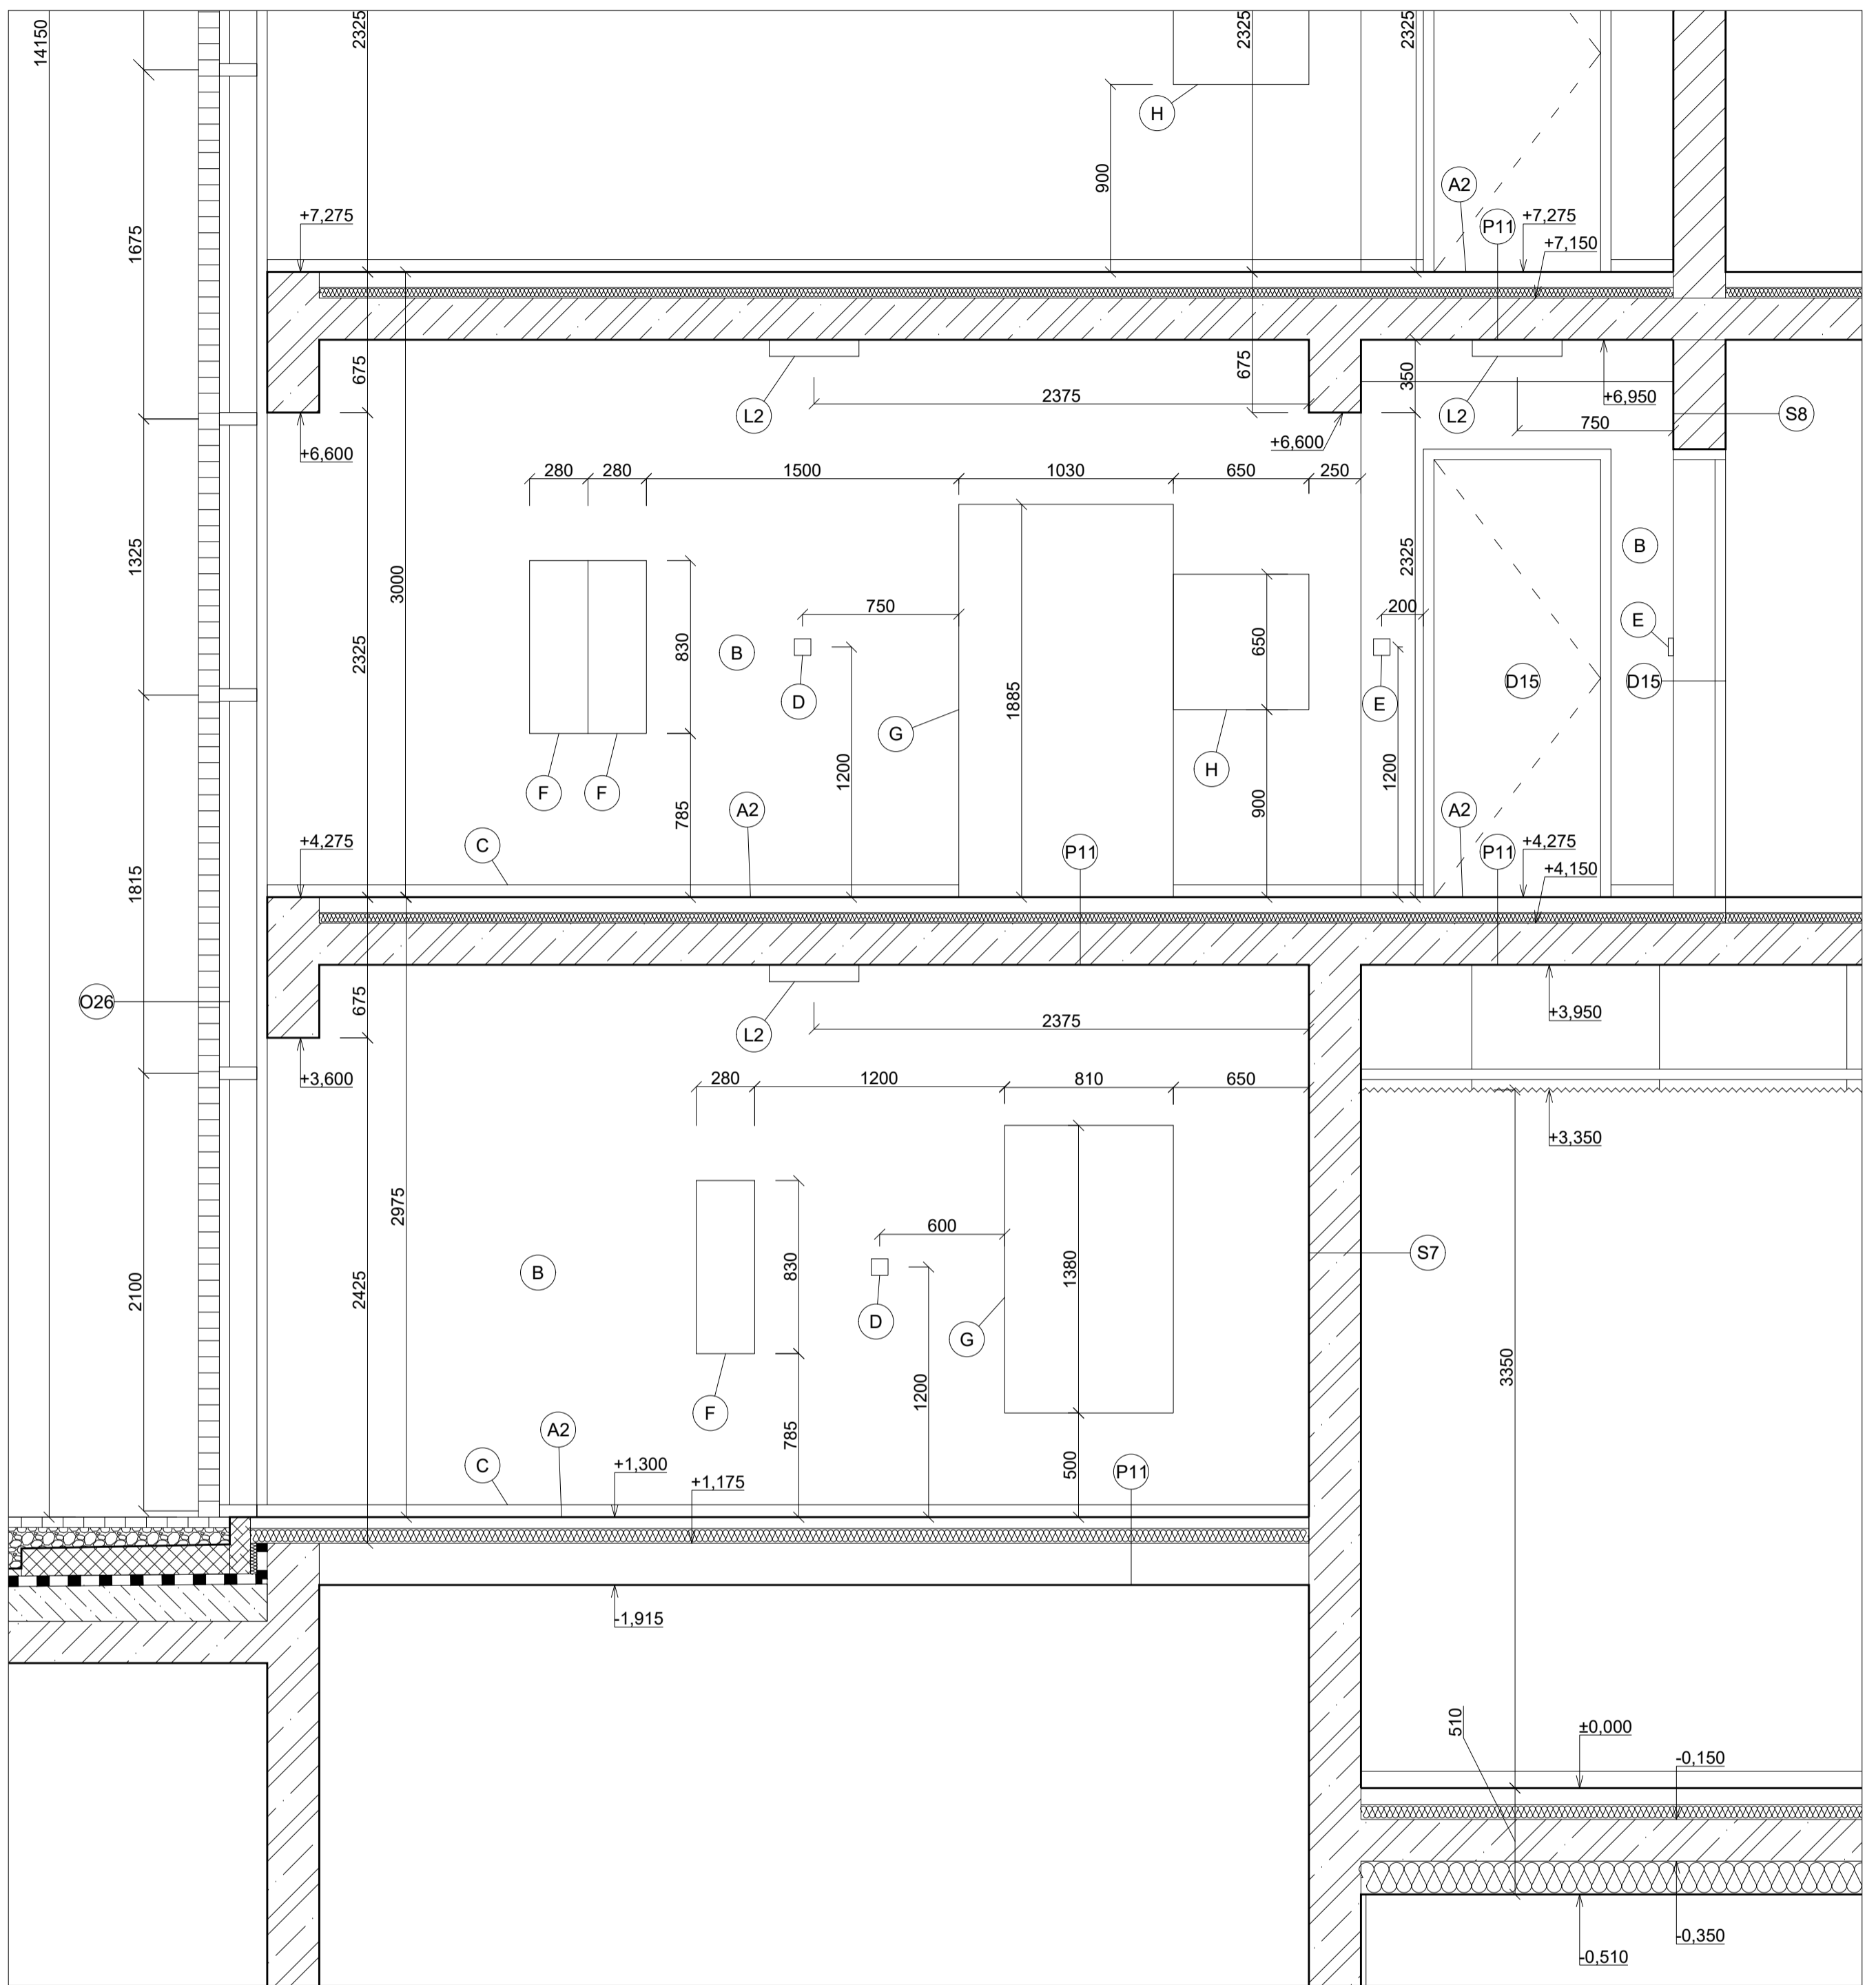 14150
2325
2325
2325
H
900
A2
1675
+7,275
P11
+7,275
+7,150
675
675
350
L2
2375
L2
+6,950
S8
750
+6,600
+6,600
280
280
1500
1030
650
250
1325
3000
2325
B
750
200
E
2325
830
B
650
D
1885
E
D15
D15
G
H
1200
1200
F
F
785
900
A2
A2
C
+4,275
P11
P11
+4,275
+4,150
1815
O26
675
L2
2375
+3,950
+3,600
280
1200
810
650
+3,350
2975
600
S7
2100
2425
B
830
1380
D
G
3350
1200
F
785
A2
500
C
+1,300
P11
+1,175
-1,915
510
±0,000
-0,150
-0,350
-0,510